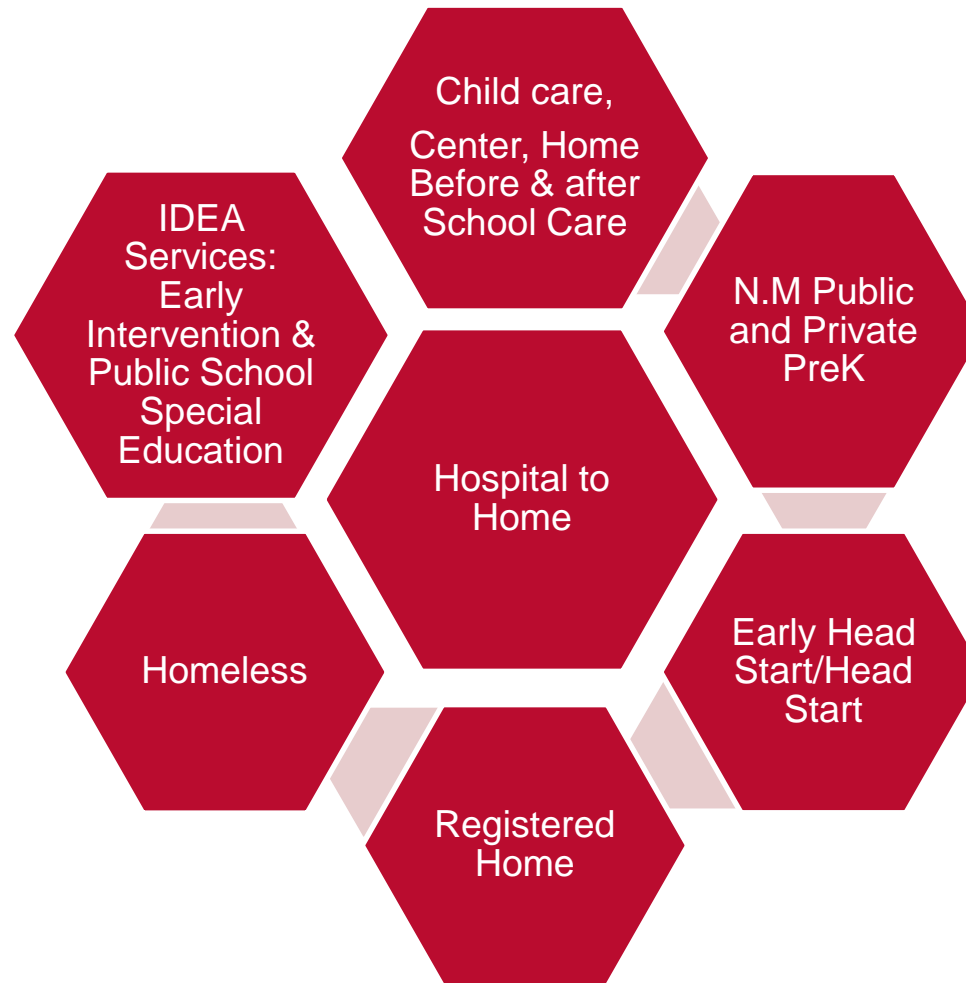 Child care,
Center, Home
Before & after
School Care
N.M Public
and Private
PreK
Early Head
Start/Head
Start
Registered
Home
Homeless
IDEA
Services:
Early
Intervention &
Public School
Special
Education
Hospital to
Home